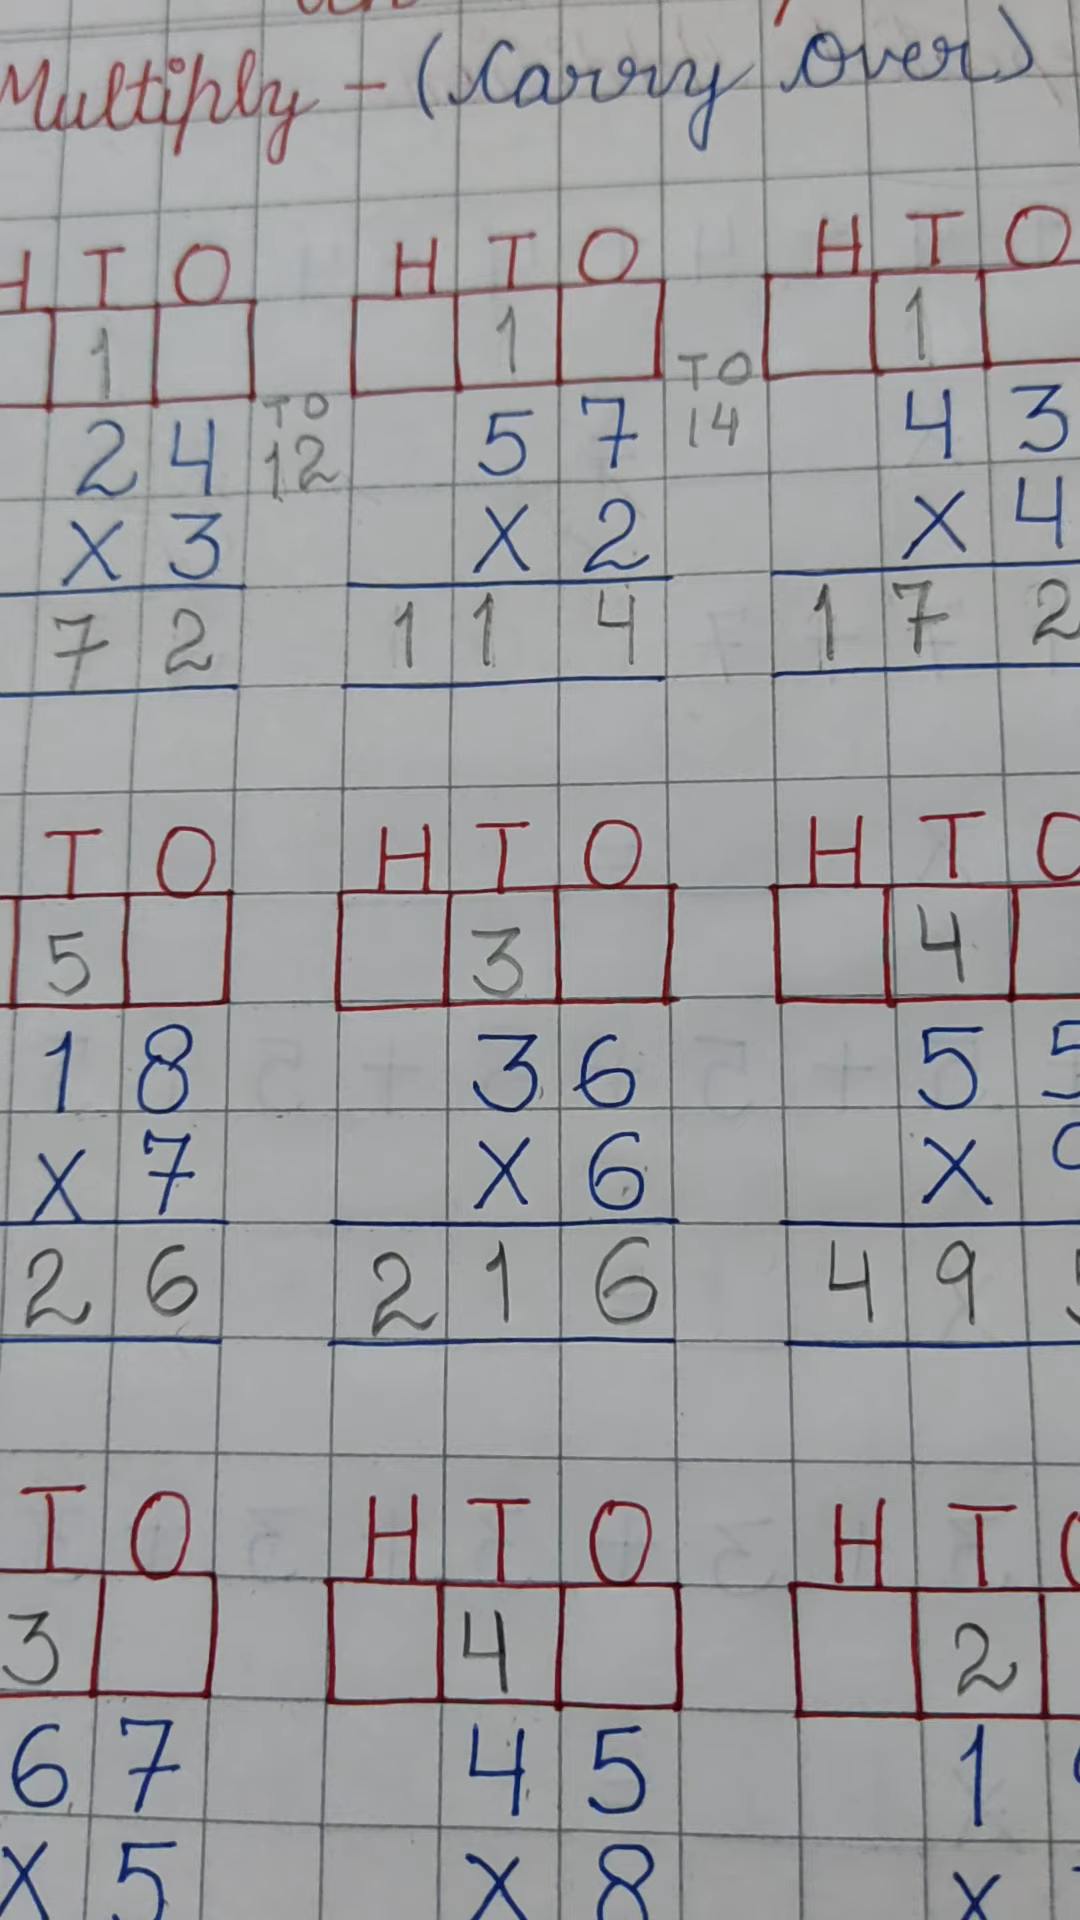 Multiply - (Carry Over)
H T O H T O H T O
1 1 1
T O T O
2 4 12 5 7 14 4 3
X 3 X 2 X 4
7 2 1 1 4 1 7 2
T O H T O H T O
5 3 4
1 8 3 6 5 5
X 7 X 6 X
2 6 2 1 6 4 9 5
T O H T O H T O
3 4 2
6 7 4 5 1
X 5 X 8 X